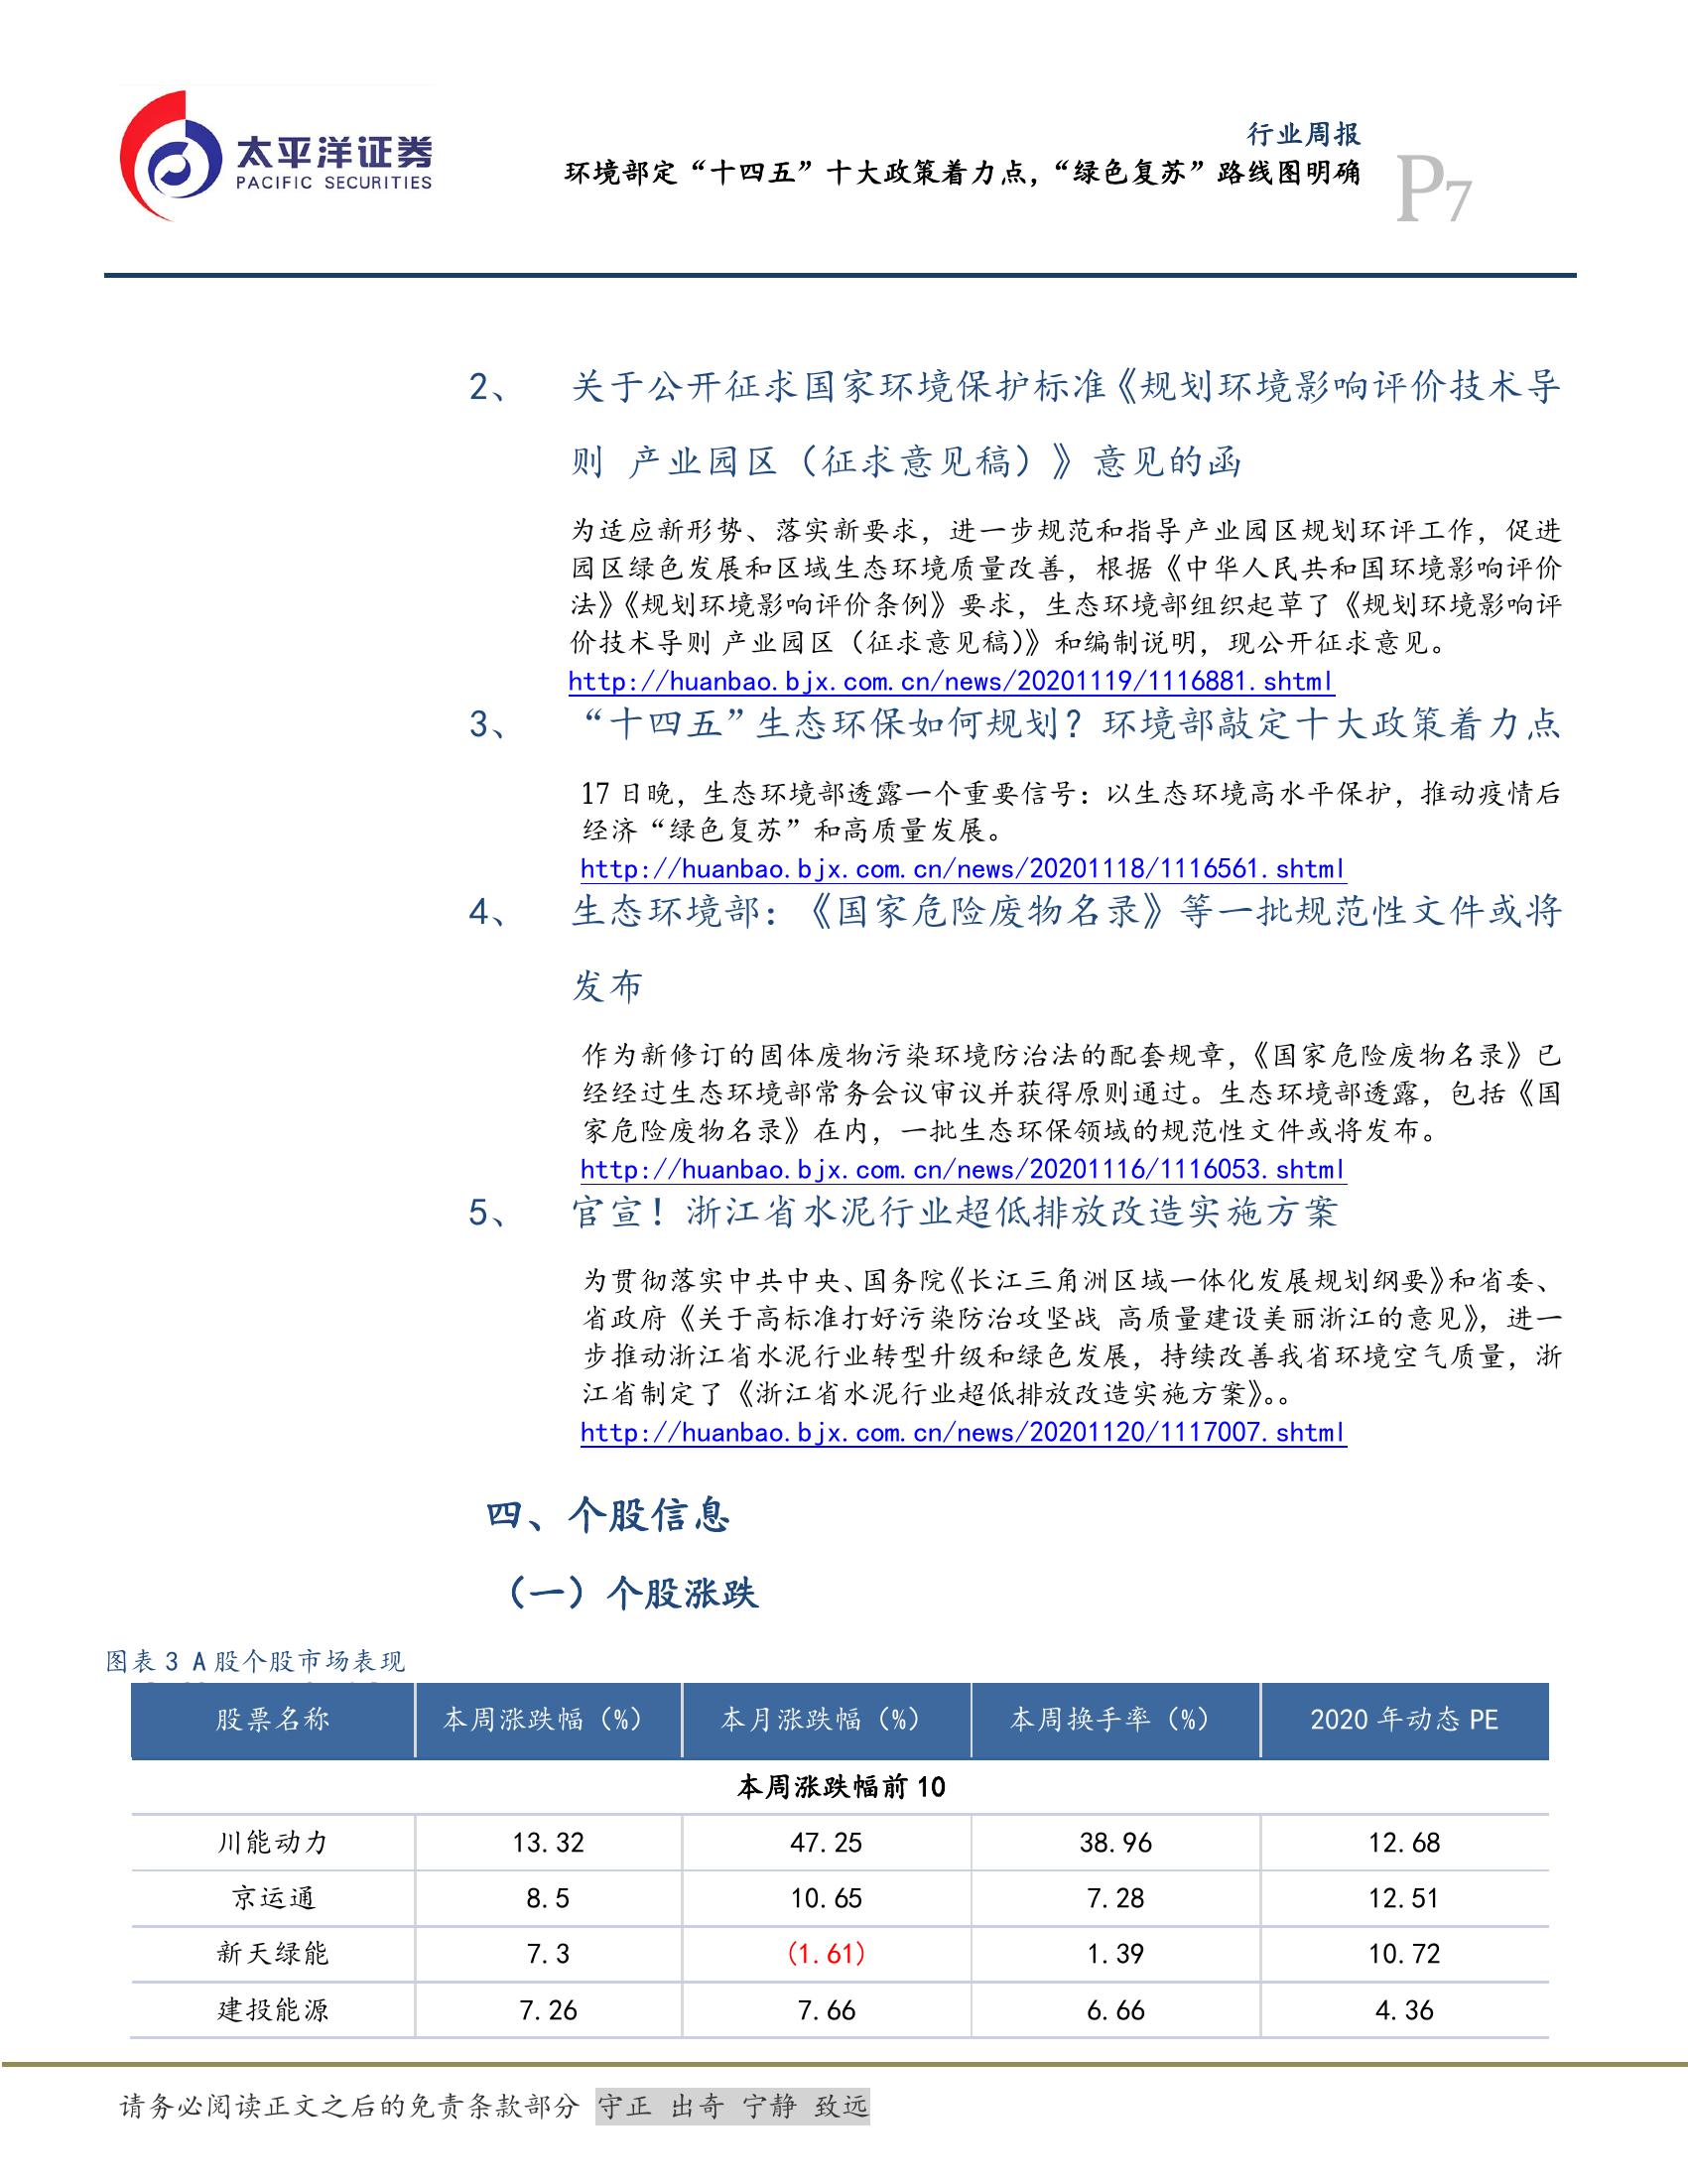 太平洋证券
PACIFIC SECURITIES
行业周报
环境部定“十四五”十大政策着力点，“绿色复苏”路线图明确
P7
2、 关于公开征求国家环境保护标准《规划环境影响评价技术导
则 产业园区（征求意见稿）》意见的函
为适应新形势、落实新要求，进一步规范和指导产业园区规划环评工作，促进
园区绿色发展和区域生态环境质量改善，根据《中华人民共和国环境影响评价
法》《规划环境影响评价条例》要求，生态环境部组织起草了《规划环境影响评
价技术导则 产业园区（征求意见稿）》和编制说明，现公开征求意见。
http://huanbao.bjx.com.cn/news/20201119/1116881.shtml
3、 “十四五”生态环保如何规划？环境部敲定十大政策着力点
17 日晚，生态环境部透露一个重要信号：以生态环境高水平保护，推动疫情后
经济“绿色复苏”和高质量发展。
http://huanbao.bjx.com.cn/news/20201118/1116561.shtml
4、 生态环境部：《国家危险废物名录》等一批规范性文件或将
发布
作为新修订的固体废物污染环境防治法的配套规章，《国家危险废物名录》已
经经过生态环境部常务会议审议并获得原则通过。生态环境部透露，包括《国
家危险废物名录》在内，一批生态环保领域的规范性文件或将发布。
http://huanbao.bjx.com.cn/news/20201116/1116053.shtml
5、 官宣！浙江省水泥行业超低排放改造实施方案
为贯彻落实中共中央、国务院《长江三角洲区域一体化发展规划纲要》和省委、
省政府《关于高标准打好污染防治攻坚战 高质量建设美丽浙江的意见》，进一
步推动浙江省水泥行业转型升级和绿色发展，持续改善我省环境空气质量，浙
江省制定了《浙江省水泥行业超低排放改造实施方案》。。
http://huanbao.bjx.com.cn/news/20201120/1117007.shtml
四、个股信息
（一）个股涨跌
图表 3 A 股个股市场表现
股票名称 本周涨跌幅（%） 本月涨跌幅（%） 本周换手率（%） 2020 年动态 PE
本周涨跌幅前 10
川能动力 13.32 47.25 38.96 12.68
京运通 8.5 10.65 7.28 12.51
新天绿能 7.3 (1.61) 1.39 10.72
建投能源 7.26 7.66 6.66 4.36
请务必阅读正文之后的免责条款部分 守正 出奇 宁静 致远